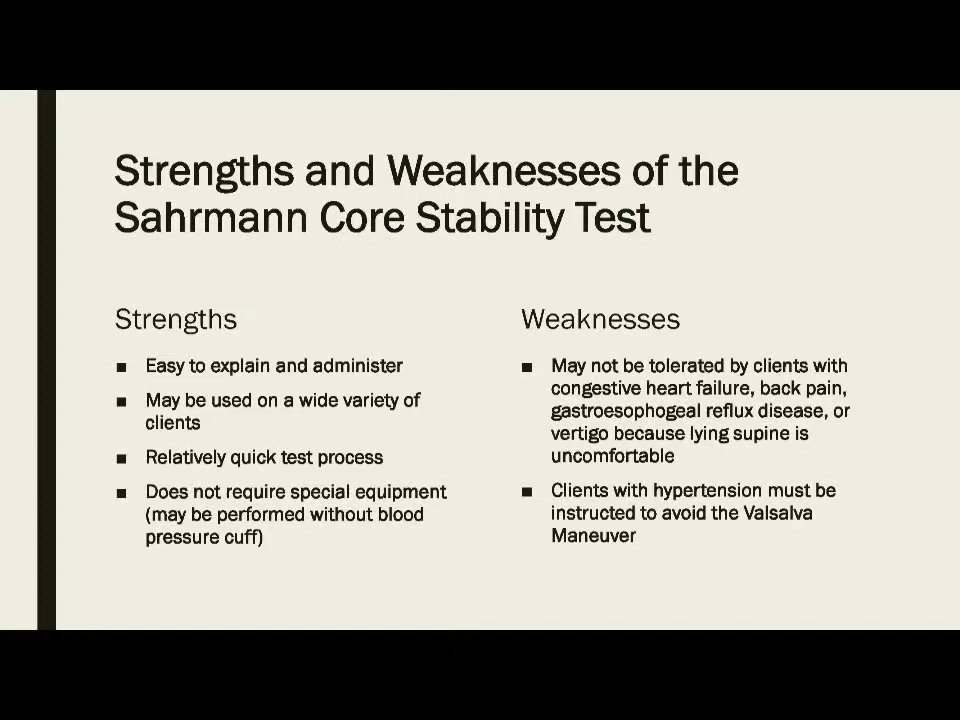 Strengths and Weaknesses of the
Sahrmann Core Stability Test
Strengths
■ Easy to explain and administer
■ May be used on a wide variety of
clients
■ Relatively quick test process
■ Does not require special equipment
(may be performed without blood
pressure cuff)
Weaknesses
■ May not be tolerated by clients with
congestive heart failure, back pain,
gastroesophogeal reflux disease, or
vertigo because lying supine is
uncomfortable
■ Clients with hypertension must be
instructed to avoid the Valsalva
Maneuver